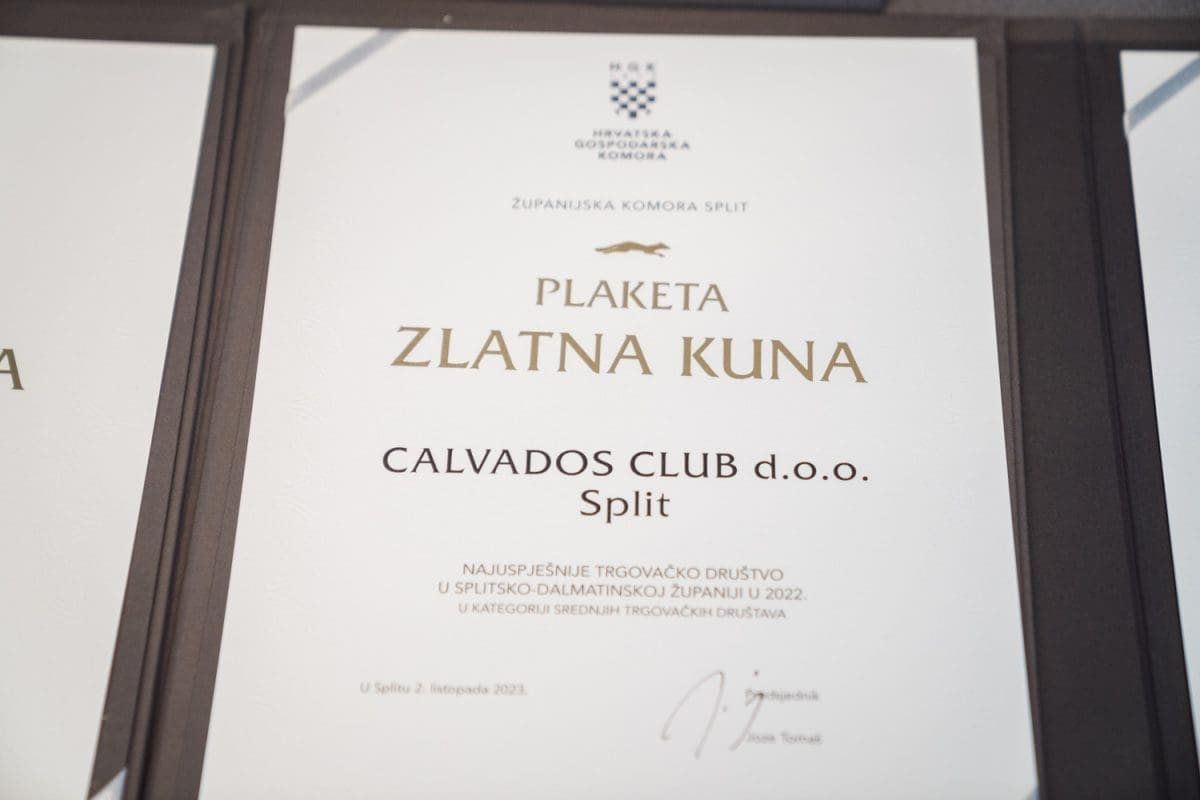 A
HGK
HRVATSKA
GOSPODARSKA
KOMORA
ŽUPANIJSKA KOMORA SPLIT
PLAKETA
ZLATNA KUNA
CALVADOS CLUB d.o.o.
Split
NAJUSPJEŠNIJE TRGOVAČKO DRUŠTVO
U SPLITSKO-DALMATINSKOJ ŽUPANIJI U 2022.
U KATEGORIJI SREDNJIH TRGOVAČKIH DRUŠTAVA
U Splitu 2. listopada 2023.
Predsjednik
Joze Tomaš